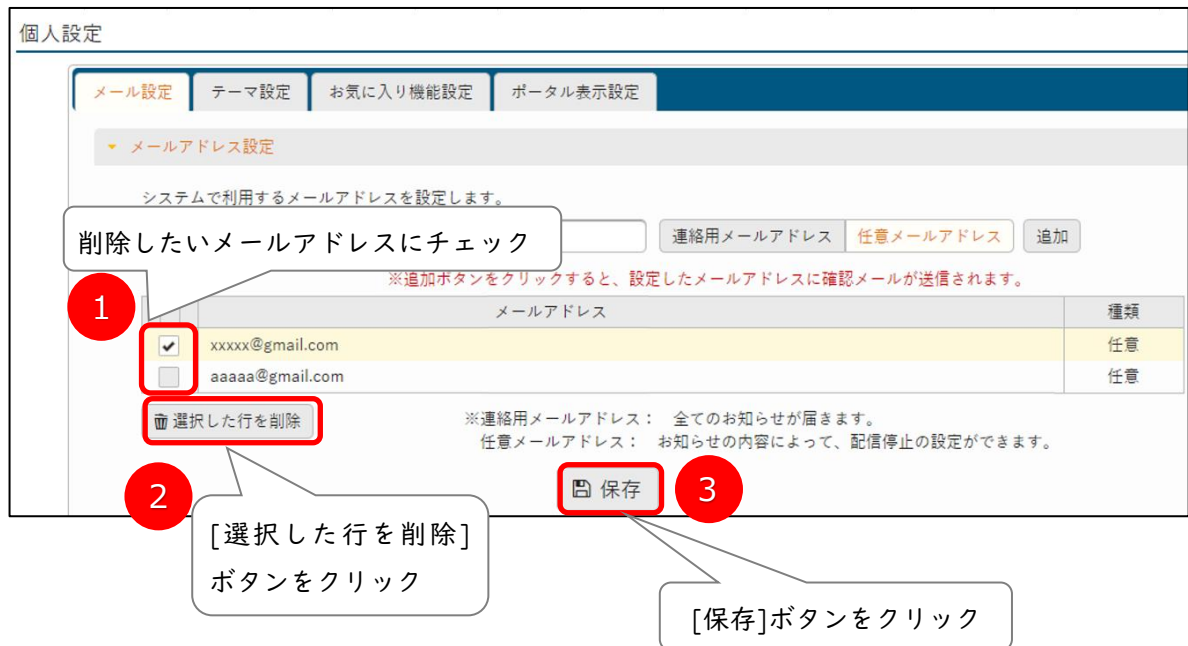 個人設定
メール設定 テーマ設定 お気に入り機能設定 ポータル表示設定
メールアドレス設定
システムで利用するメールアドレスを設定します。
削除したいメールアドレスにチェック
連絡用メールアドレス 任意メールアドレス 追加
※追加ボタンをクリックすると、設定したメールアドレスに確認メールが送信されます。
1
メールアドレス 種類
xxxxx@gmail.com 任意
aaaaa@gmail.com 任意
選択した行を削除
※連絡用メールアドレス： 全てのお知らせが届きます。
任意メールアドレス： お知らせの内容によって、配信停止の設定ができます。
2
保存
3
[選択した行を削除]
ボタンをクリック
[保存]ボタンをクリック